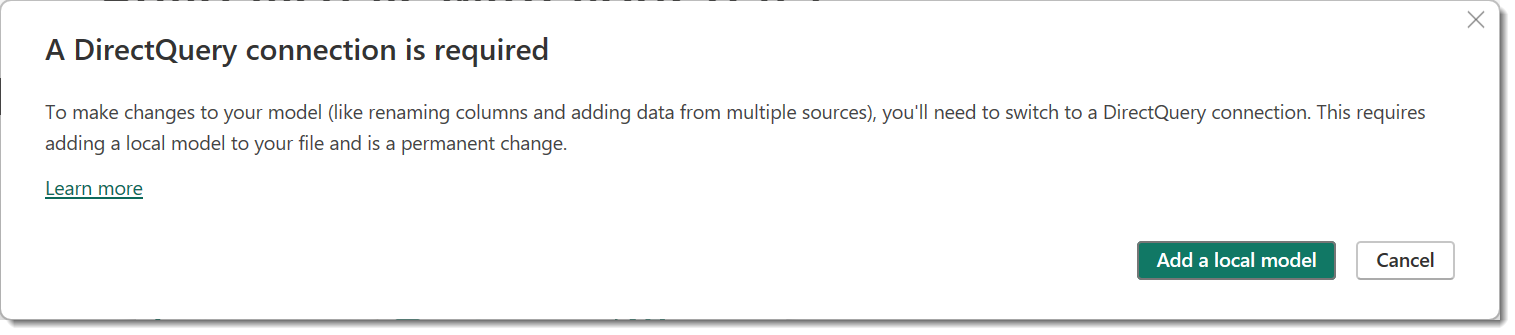 A DirectQuery connection is required
To make changes to your model (like renaming columns and adding data from multiple sources), you'll need to switch to a DirectQuery connection. This requires
adding a local model to your file and is a permanent change.
Learn more
Add a local model
Cancel